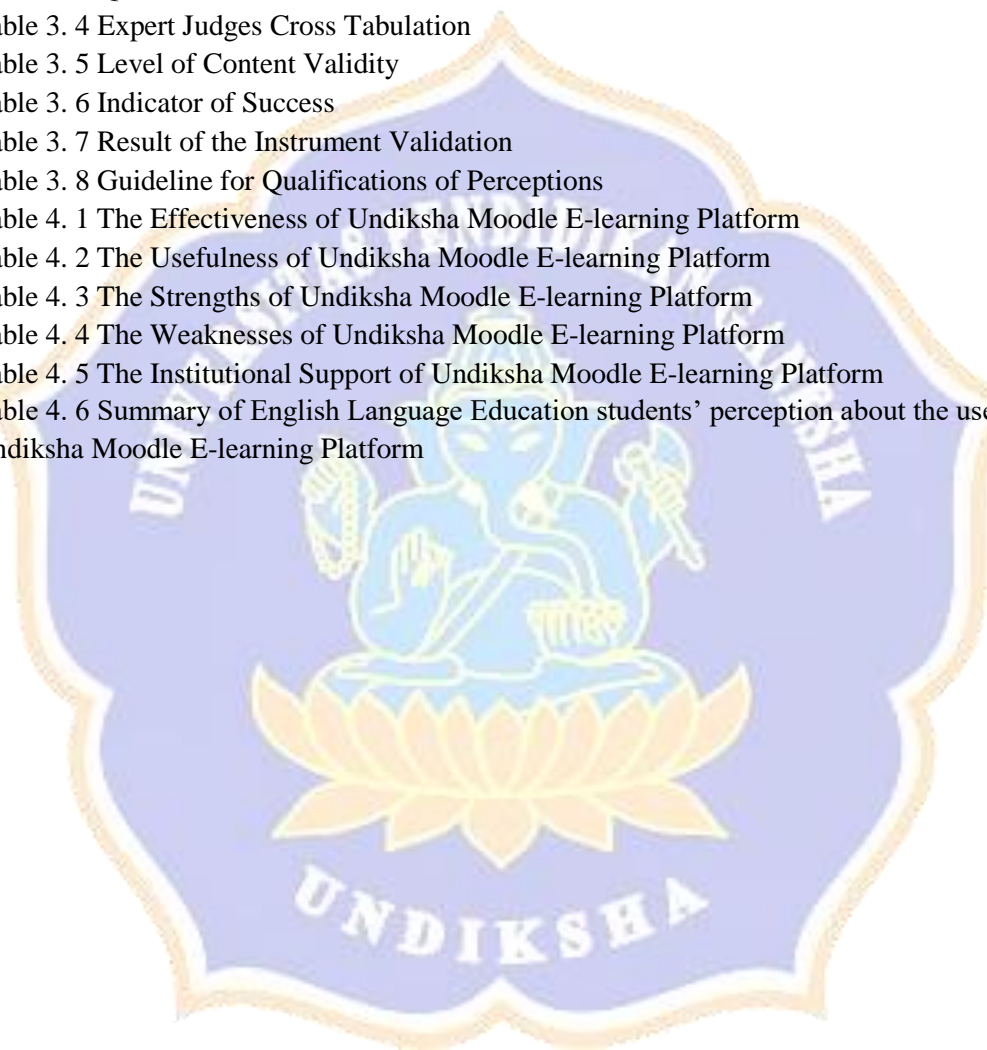 able 3. 4 Expert Judges Cross Tabulation
able 3. 5 Level of Content Validity
able 3. 6 Indicator of Success
able 3. 7 Result of the Instrument Validation
able 3. 8 Guideline for Qualifications of Perceptions
able 4. 1 The Effectiveness of Undiksha Moodle E-learning Platform
able 4. 2 The Usefulness of Undiksha Moodle E-learning Platform
able 4. 3 The Strengths of Undiksha Moodle E-learning Platform
able 4. 4 The Weaknesses of Undiksha Moodle E-learning Platform
able 4. 5 The Institutional Support of Undiksha Moodle E-learning Platform
able 4. 6 Summary of English Language Education students’ perception about the use
ndiksha Moodle E-learning Platform
UNIVERSITAS PENDIDIKAN GANESHA
UNDIKSHA